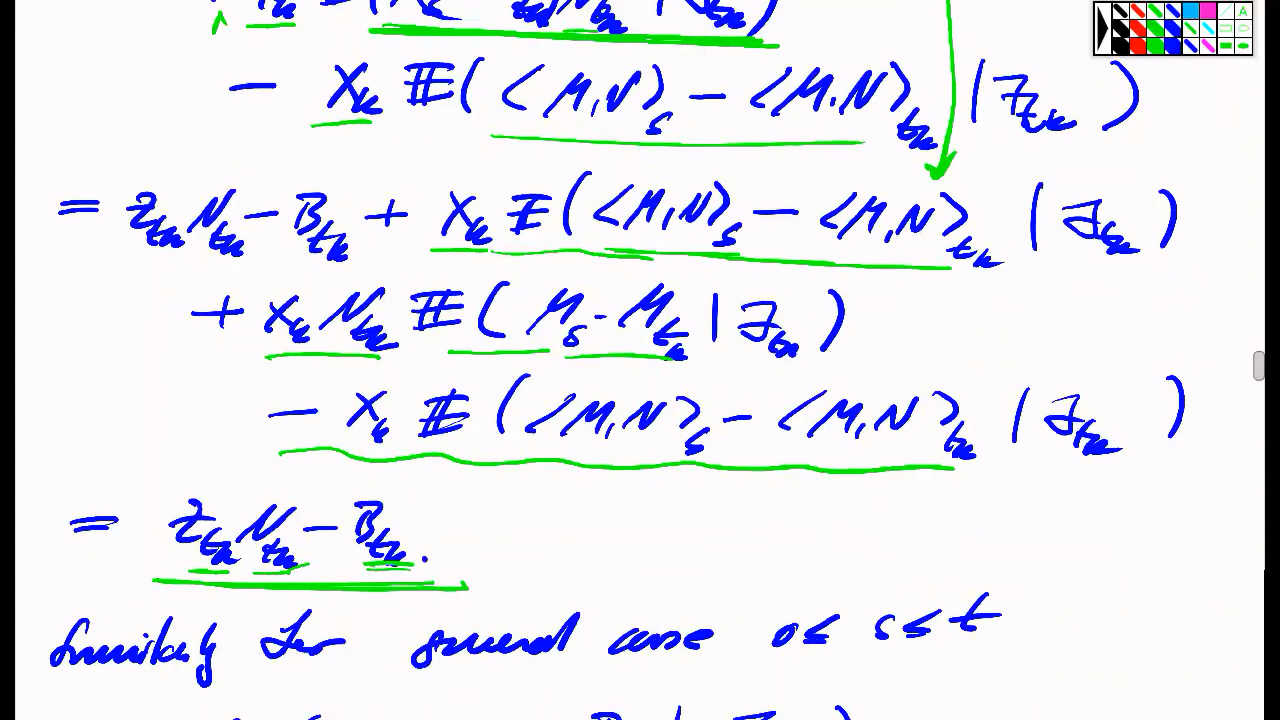 − X_k 𝔼(⟨M,N⟩_s − ⟨M,N⟩_{t_k} | ℱ_{t_k})
= Z_{t_k} N_{t_k} − B_{t_k} + X_k 𝔼(⟨M,N⟩_s − ⟨M,N⟩_{t_k} | ℱ_{t_k})
+ X_k N_{t_k} 𝔼(M_s − M_{t_k} | ℱ_{t_k})
− X_k 𝔼(⟨M,N⟩_s − ⟨M,N⟩_{t_k} | ℱ_{t_k})
= Z_{t_k} N_{t_k} − B_{t_k}.
Similarly for general case 0 ≤ s ≤ t